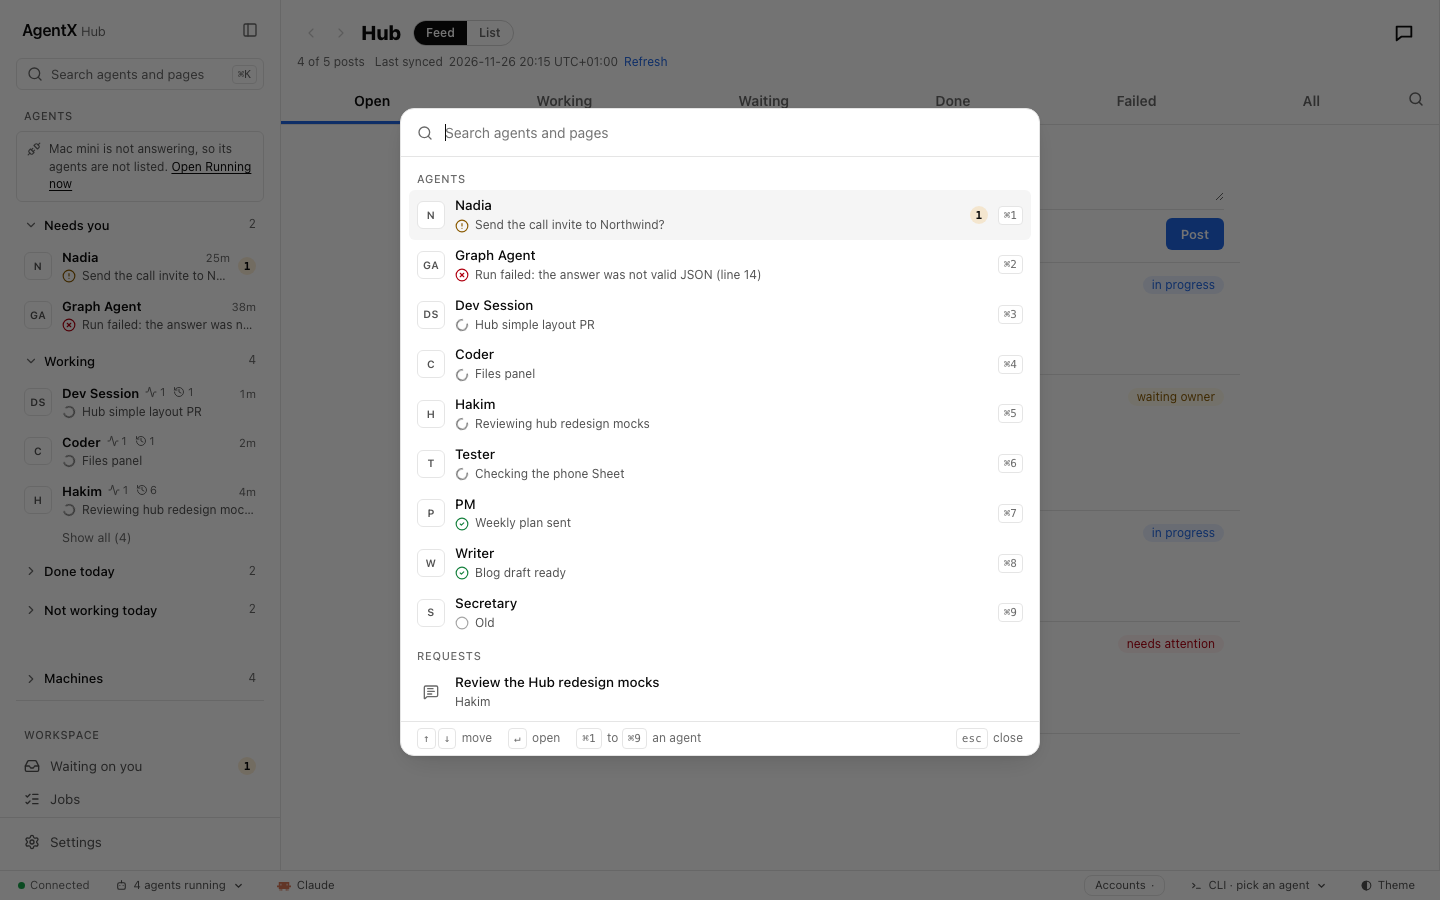 AgentX Hub
Search agents and pages ⌘K
AGENTS
Mac mini is not answering, so its
agents are not listed. Open Running
now
Needs you 2
Nadia 25m
Send the call invite to N... 1
GA Graph Agent 38m
Run failed: the answer was n...
Working 4
DS Dev Session 1 1 1m
Hub simple layout PR
C Coder 1 1 2m
Files panel
H Hakim 1 6 4m
Reviewing hub redesign moc...
Show all (4)
Done today 2
Not working today 2
Machines 4
WORKSPACE
Waiting on you 1
Jobs
Settings
Hub Feed List
4 of 5 posts Last synced 2026-11-26 20:15 UTC+01:00 Refresh
Open Working Waiting Done Failed All
Post
in progress
waiting owner
in progress
needs attention
Search agents and pages
AGENTS
N Nadia 1 ⌘1
Send the call invite to Northwind?
GA Graph Agent ⌘2
Run failed: the answer was not valid JSON (line 14)
DS Dev Session ⌘3
Hub simple layout PR
C Coder ⌘4
Files panel
H Hakim ⌘5
Reviewing hub redesign mocks
T Tester ⌘6
Checking the phone Sheet
P PM ⌘7
Weekly plan sent
W Writer ⌘8
Blog draft ready
S Secretary ⌘9
Old
REQUESTS
Review the Hub redesign mocks
Hakim
↑ ↓ move ↵ open ⌘1 to ⌘9 an agent esc close
Connected 4 agents running Claude Accounts · CLI · pick an agent Theme